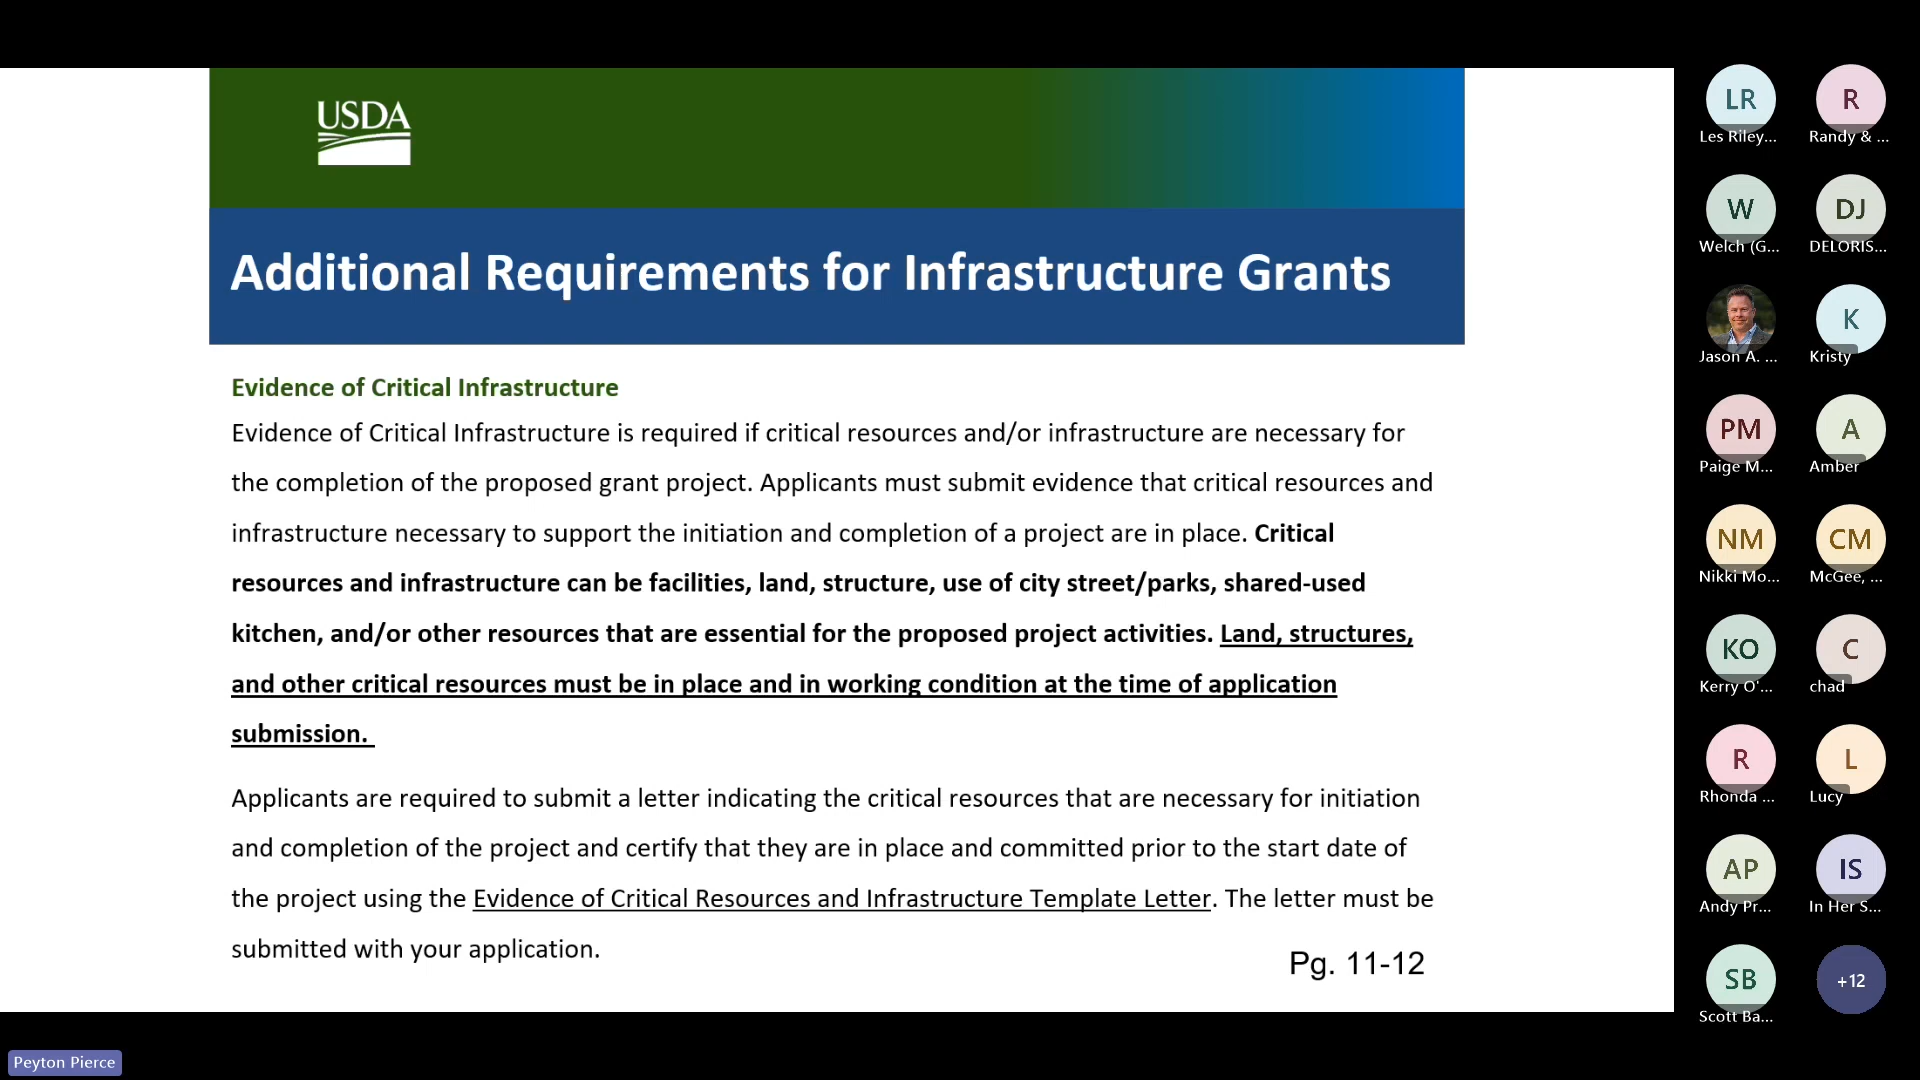 USDA
Additional Requirements for Infrastructure Grants
Evidence of Critical Infrastructure
Evidence of Critical Infrastructure is required if critical resources and/or infrastructure are necessary for
the completion of the proposed grant project. Applicants must submit evidence that critical resources and
infrastructure necessary to support the initiation and completion of a project are in place. Critical
resources and infrastructure can be facilities, land, structure, use of city street/parks, shared-used
kitchen, and/or other resources that are essential for the proposed project activities. Land, structures,
and other critical resources must be in place and in working condition at the time of application
submission.
Applicants are required to submit a letter indicating the critical resources that are necessary for initiation
and completion of the project and certify that they are in place and committed prior to the start date of
the project using the Evidence of Critical Resources and Infrastructure Template Letter. The letter must be
submitted with your application.
Pg. 11-12
LR
Les Riley...
R
Randy & ...
W
Welch (G...
DJ
DELORIS...
Jason A. ...
K
Kristy
PM
Paige M...
A
Amber
NM
Nikki Mo...
CM
McGee, ...
KO
Kerry O'...
C
chad
R
Rhonda ...
L
Lucy
AP
Andy Pr...
IS
In Her S...
SB
Scott Ba...
+12
Peyton Pierce